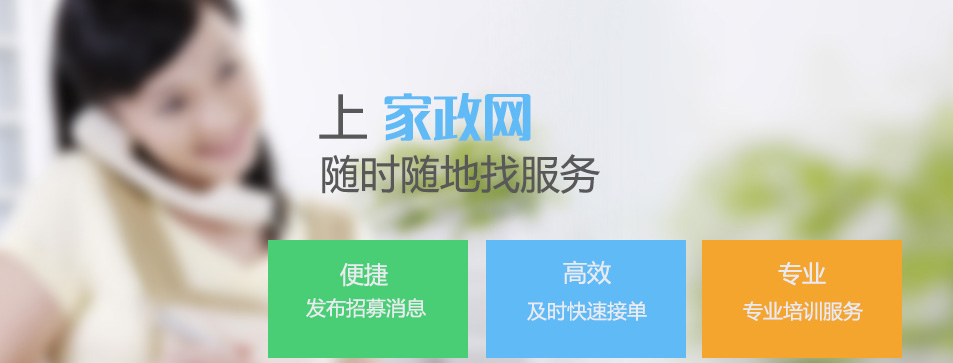 上 家政网
随时随地找服务
便捷
发布招募消息
高效
及时快速接单
专业
专业培训服务